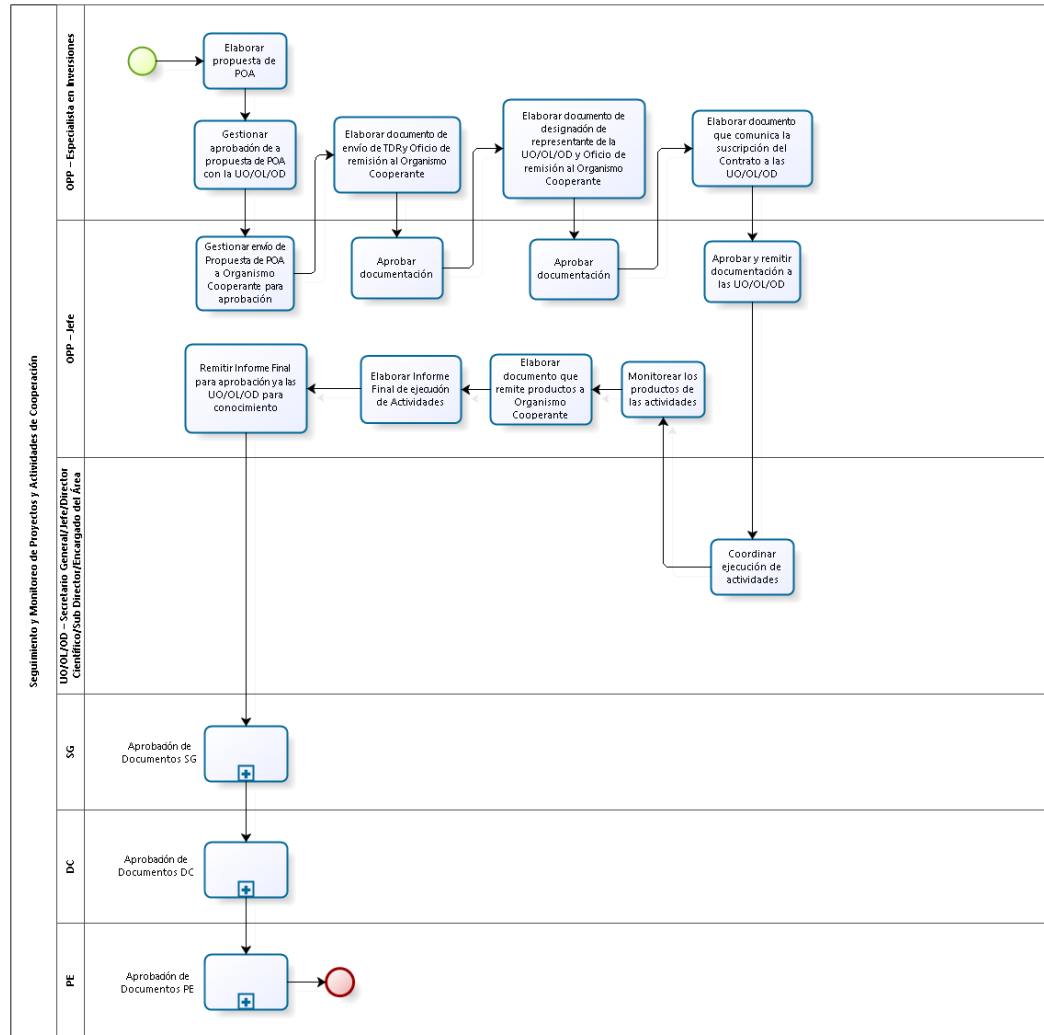 Seguimiento y Monitoreo de Proyectos y Actividades de Cooperación
OPP – Especialista en Inversiones
Elaborar
propuesta de
POA
Gestionar
aprobación de a
propuesta de POA
con la UO/OL/OD
Elaborar documento de
envío de TDRy Oficio de
remisión al Organismo
Cooperante
Elaborar documento de
designación de
representante de la
UO/OL/OD y Oficio de
remisión al Organismo
Cooperante
Elaborar documento
que comunica la
suscripción del
Contrato a las
UO/OL/OD
OPP – Jefe
Gestionar envío de
Propuesta de POA
a Organismo
Cooperante para
aprobación
Aprobar
documentación
Aprobar
documentación
Aprobar y remitir
documentación a
las UO/OL/OD
Remitir Informe Final
para aprobación ya las
UO/OL/OD para
conocimiento
Elaborar Informe
Final de ejecución
de Actividades
Elaborar
documento que
remite productos a
Organismo
Cooperante
Monitorear los
productos de
las actividades
UO/OL/OD – Secretario General/Jefe/Director
Científico/Sub Director/Encargado del Área
Coordinar
ejecución de
actividades
SG
Aprobación de
Documentos SG
DC
Aprobación de
Documentos DC
PE
Aprobación de
Documentos PE